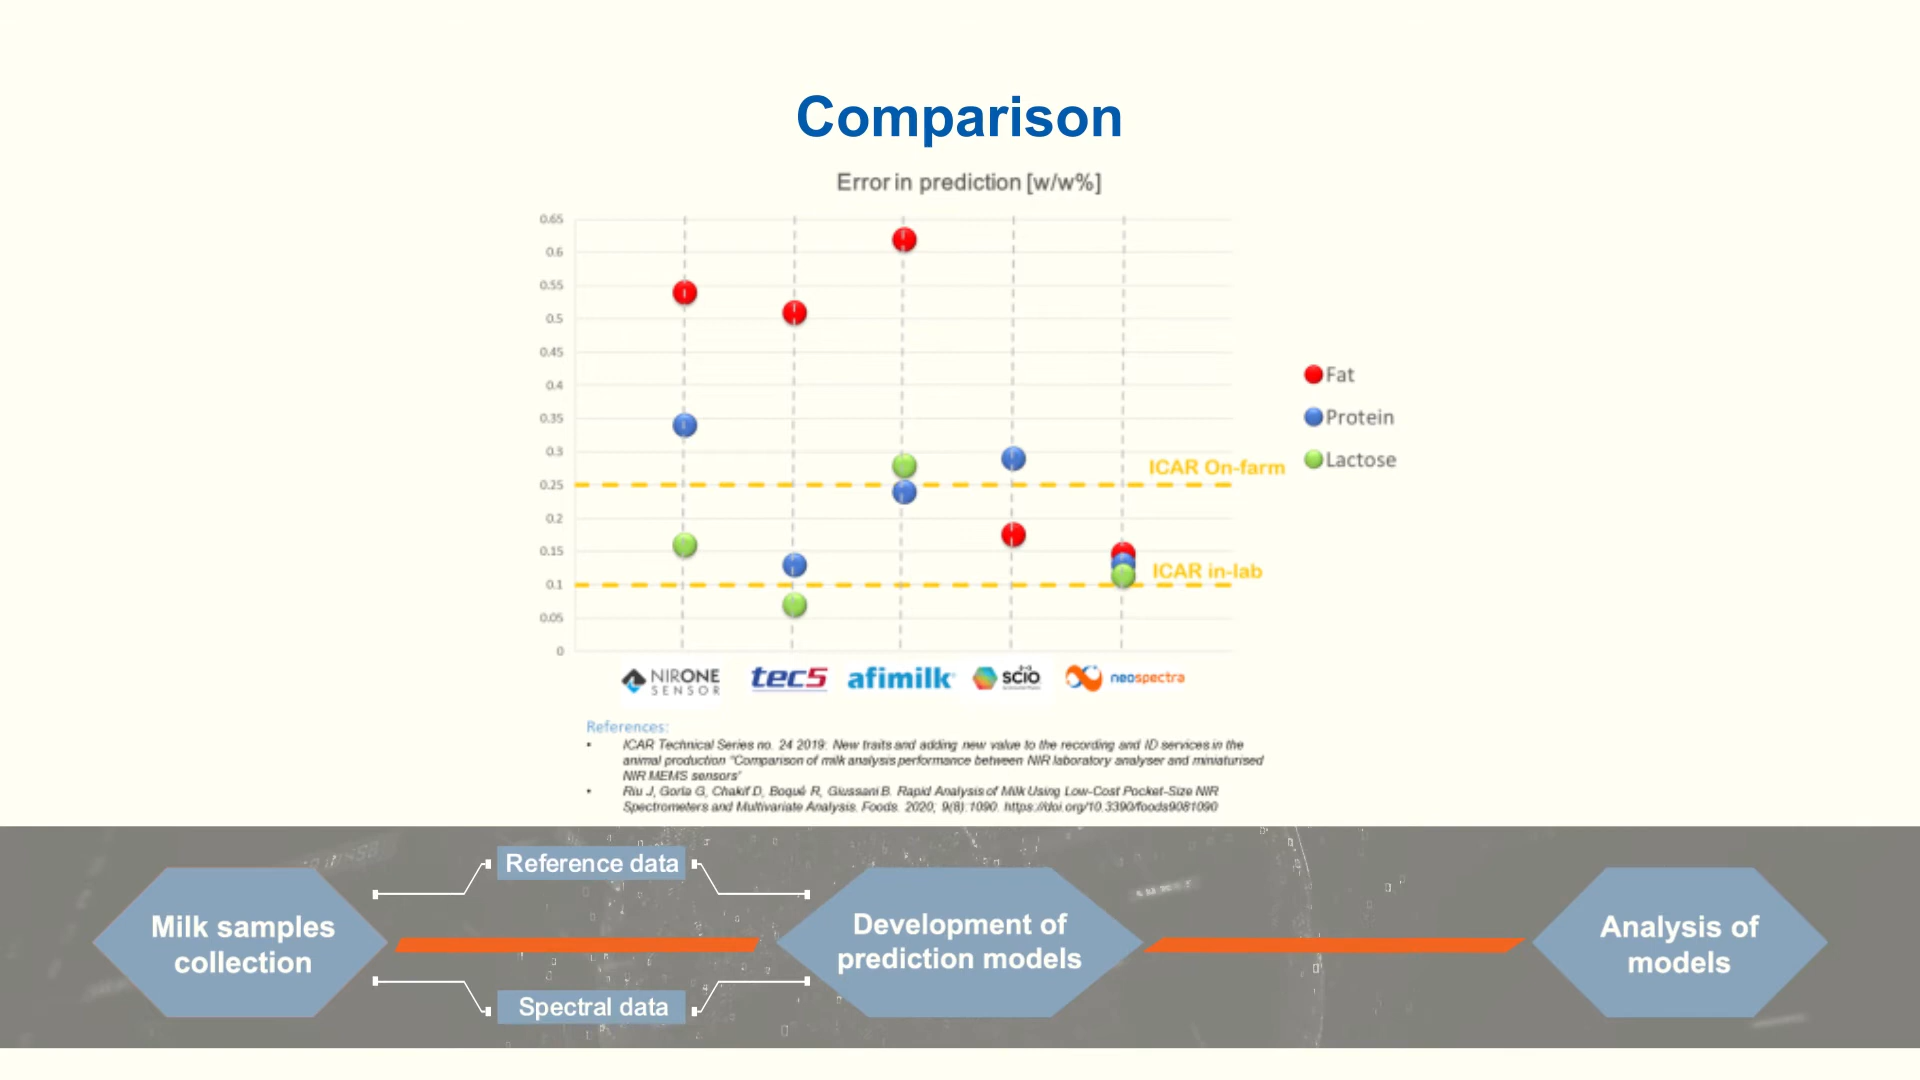 Comparison
Error in prediction [w/w%]
0.65
0.6
0.55
0.5
0.45
0.4
0.35
0.3
0.25
0.2
0.15
0.1
0.05
0
ICAR On-farm
ICAR in-lab
Fat
Protein
Lactose
NIRONE SENSOR
tec5
afimilk
SCiO
neospectra
References:
• ICAR Technical Series no. 24 2019: New traits and adding new value to the recording and ID services in the
animal production "Comparison of milk analysis performance between NIR laboratory analyser and miniaturised
NIR MEMS sensors"
• Riu J, Gorla G, Chakif D, Boqué R, Giussani B. Rapid Analysis of Milk Using Low-Cost Pocket-Size NIR
Spectrometers and Multivariate Analysis. Foods. 2020; 9(8):1090. https://doi.org/10.3390/foods9081090
Milk samples
collection
Reference data
Spectral data
Development of
prediction models
Analysis of
models